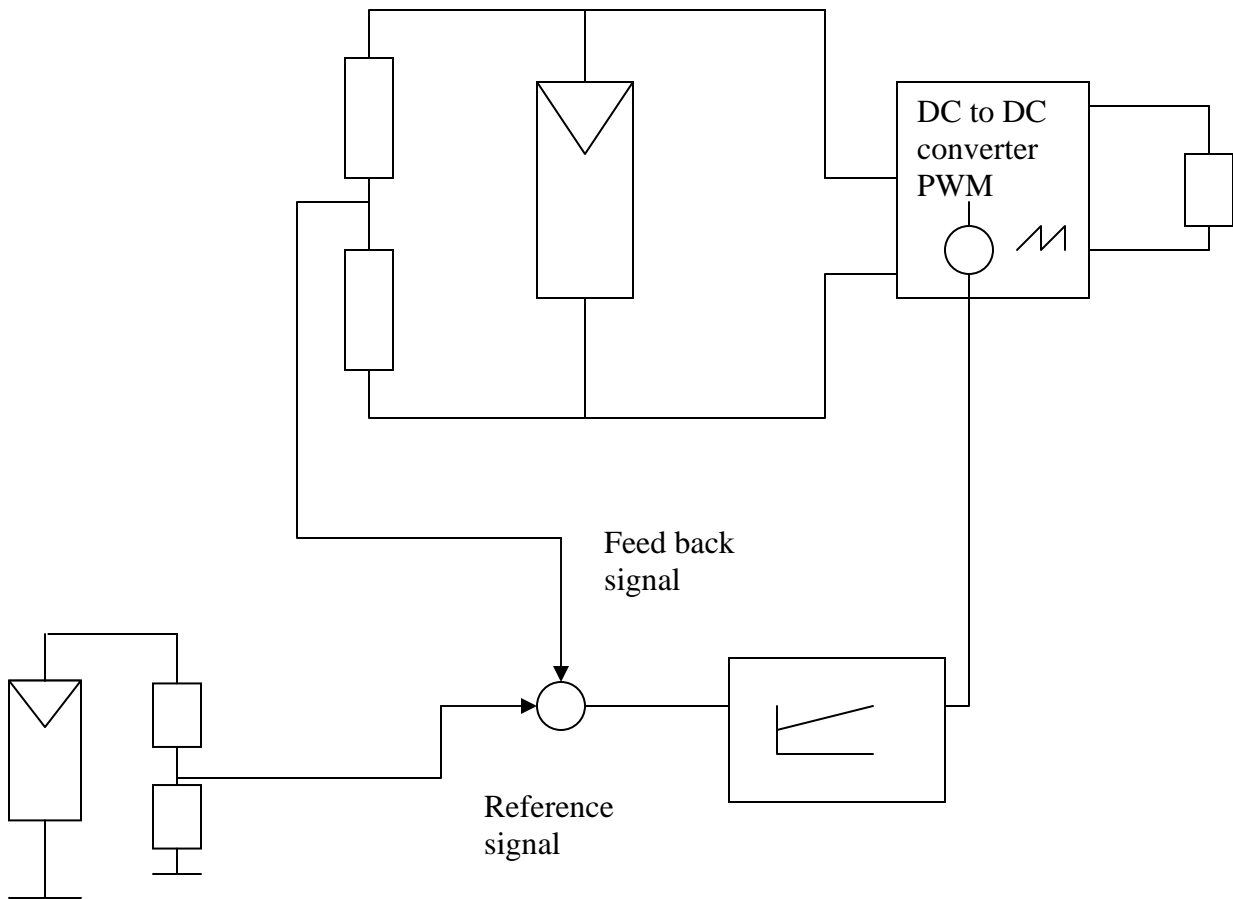 DC to DC
converter
PWM
Feed back
signal
Reference
signal